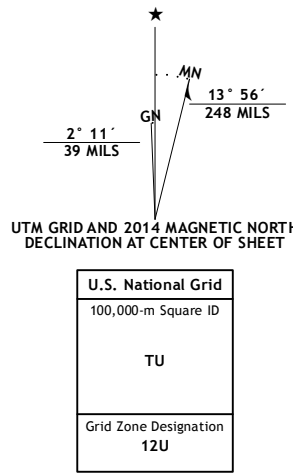 ★
MN
GN
13° 56´
248 MILS
2° 11´
39 MILS
UTM GRID AND 2014 MAGNETIC NORTH
DECLINATION AT CENTER OF SHEET
U.S. National Grid
100,000-m Square ID
TU
Grid Zone Designation
12U